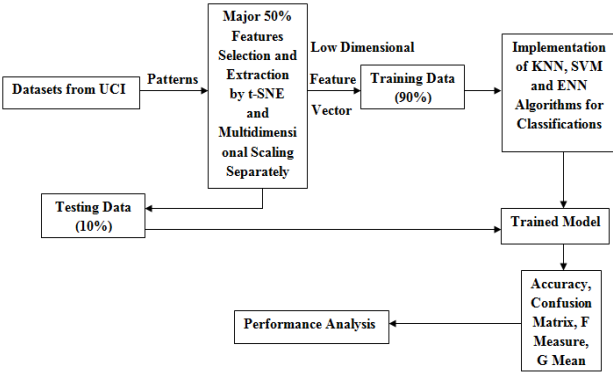 Datasets from UCI
Patterns
Major 50%
Features
Selection and
Extraction
by t-SNE
and
Multidimensi
onal Scaling
Separately
Low Dimensional
Feature
Vector
Training Data
(90%)
Implementation
of KNN, SVM
and ENN
Algorithms for
Classifications
Testing Data
(10%)
Trained Model
Accuracy,
Confusion
Matrix, F
Measure,
G Mean
Performance Analysis